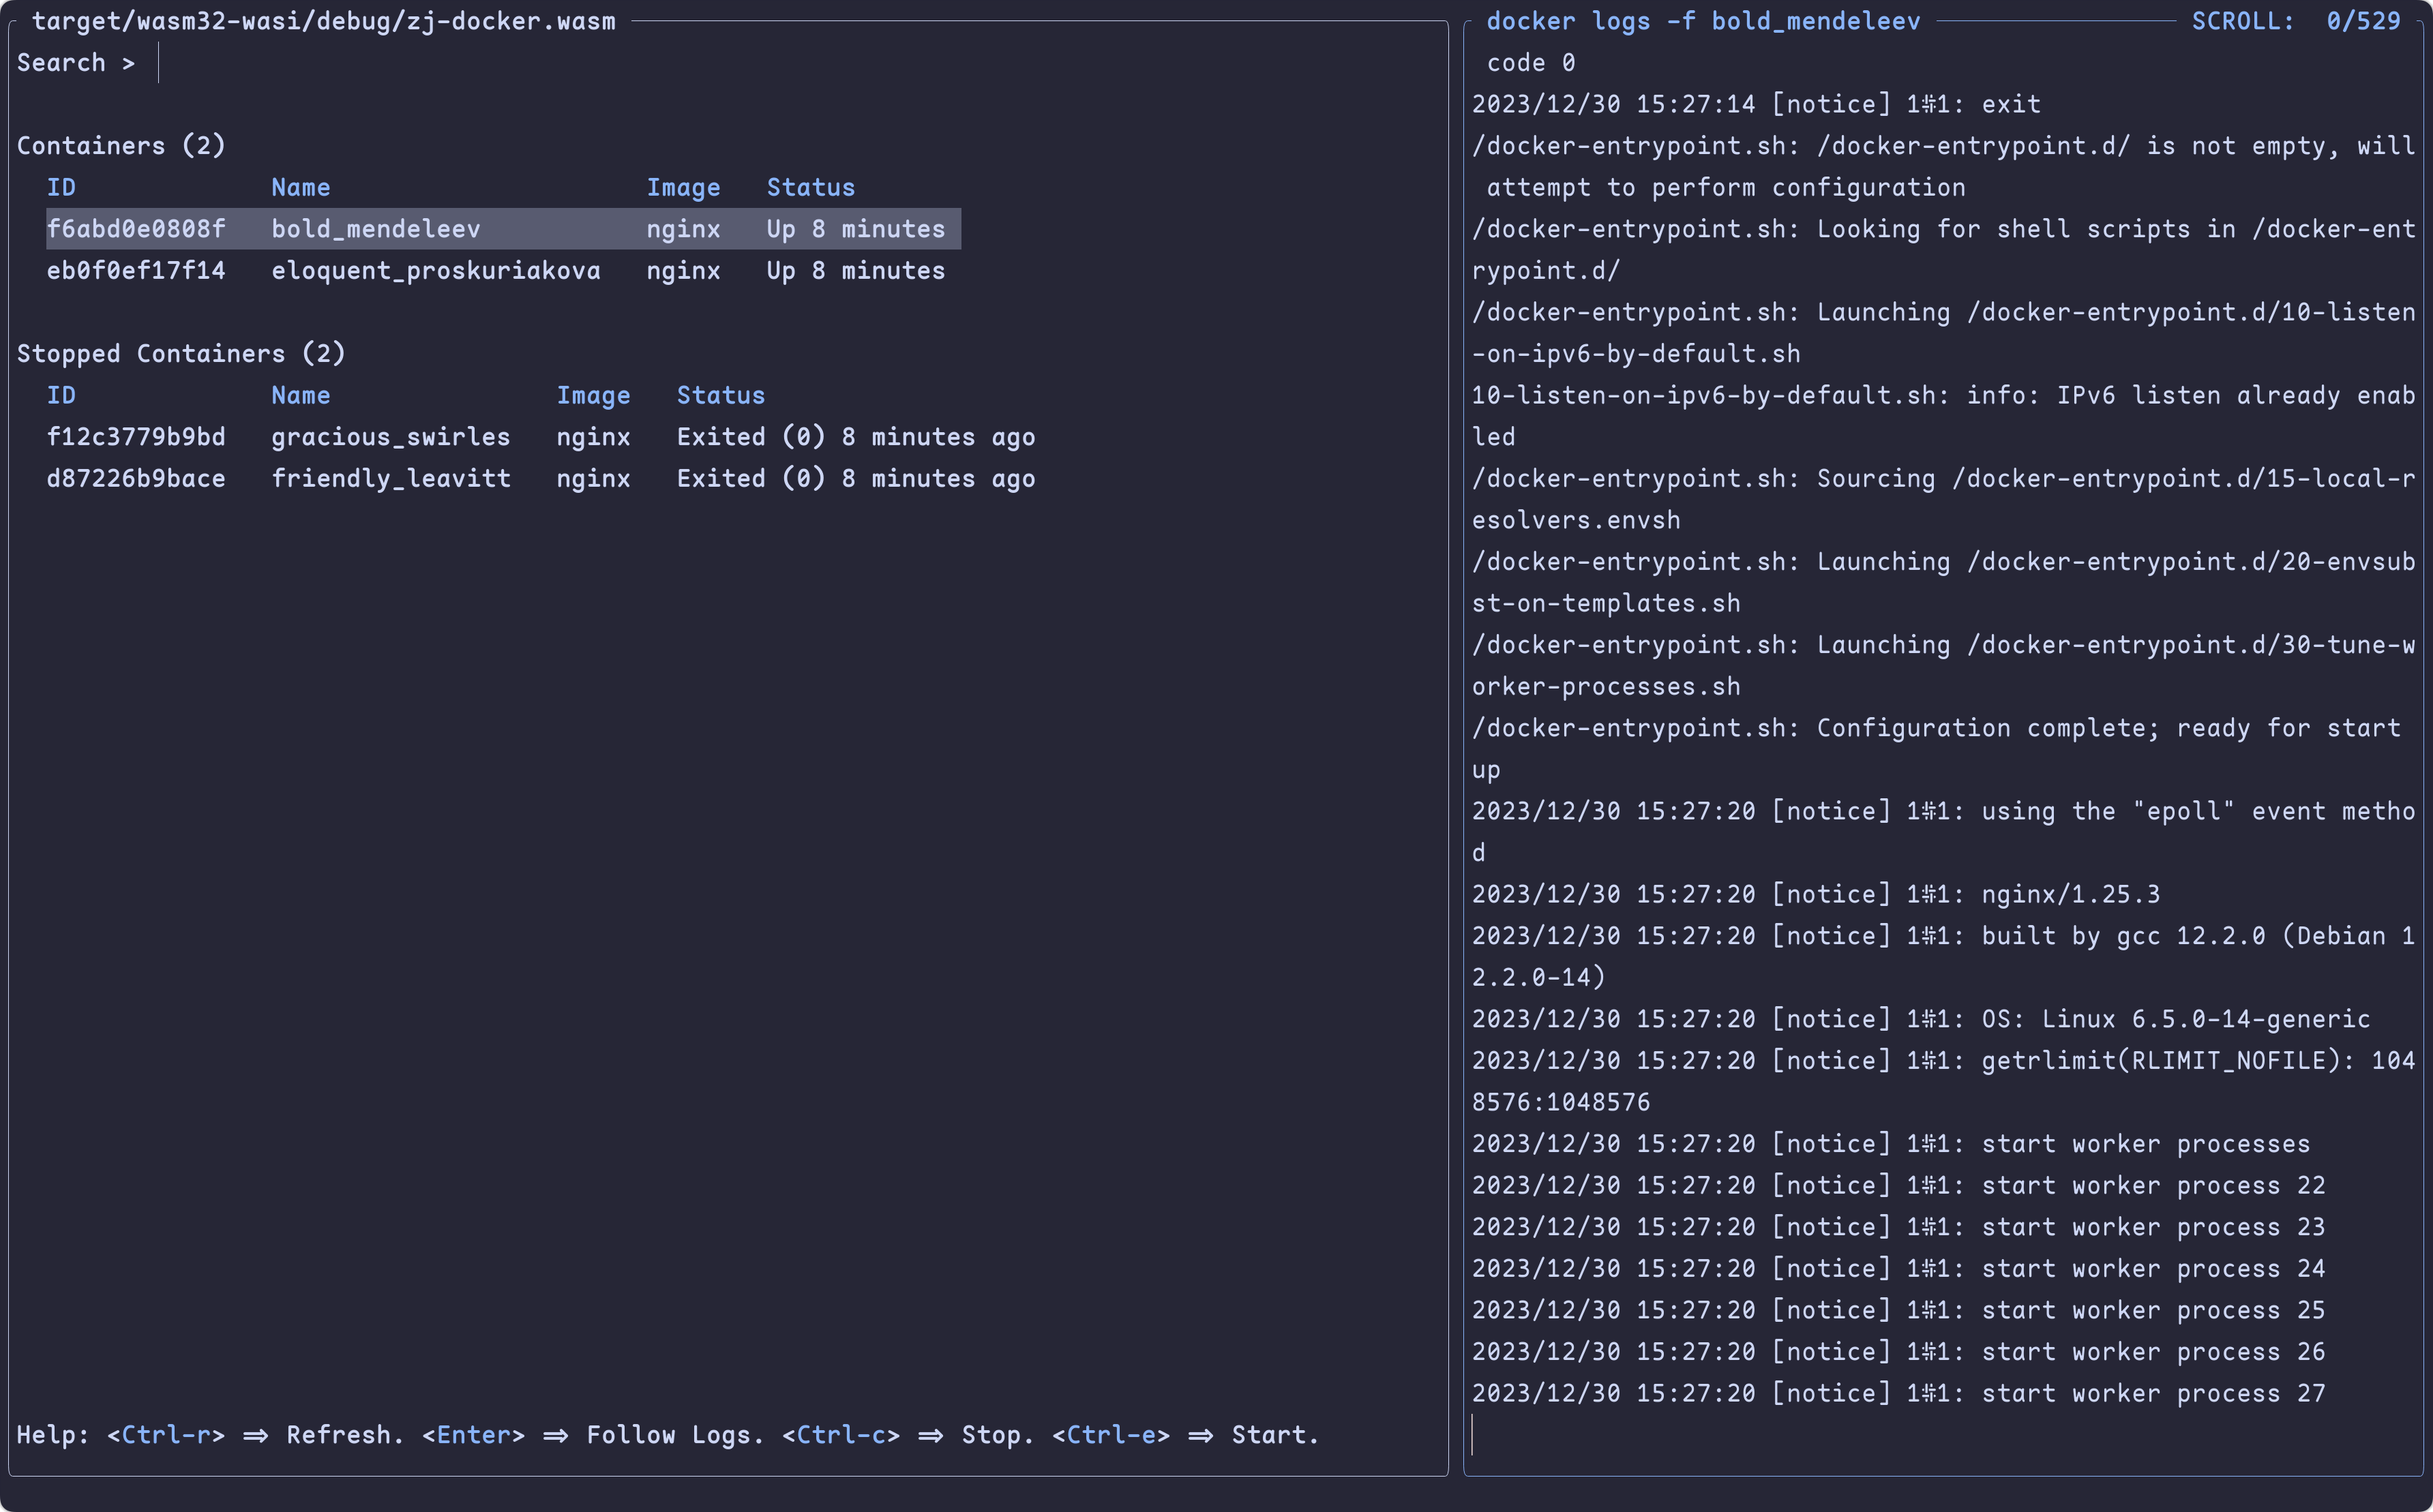 target/wasm32-wasi/debug/zj-docker.wasm
Search >
Containers (2)
ID Name Image Status
f6abd0e0808f bold_mendeleev nginx Up 8 minutes
eb0f0ef17f14 eloquent_proskuriakova nginx Up 8 minutes
Stopped Containers (2)
ID Name Image Status
f12c3779b9bd gracious_swirles nginx Exited (0) 8 minutes ago
d87226b9bace friendly_leavitt nginx Exited (0) 8 minutes ago
Help: <Ctrl-r> => Refresh. <Enter> => Follow Logs. <Ctrl-c> => Stop. <Ctrl-e> => Start.
docker logs -f bold_mendeleev SCROLL: 0/529
code 0
2023/12/30 15:27:14 [notice] 1#1: exit
/docker-entrypoint.sh: /docker-entrypoint.d/ is not empty, will
attempt to perform configuration
/docker-entrypoint.sh: Looking for shell scripts in /docker-ent
rypoint.d/
/docker-entrypoint.sh: Launching /docker-entrypoint.d/10-listen
-on-ipv6-by-default.sh
10-listen-on-ipv6-by-default.sh: info: IPv6 listen already enab
led
/docker-entrypoint.sh: Sourcing /docker-entrypoint.d/15-local-r
esolvers.envsh
/docker-entrypoint.sh: Launching /docker-entrypoint.d/20-envsub
st-on-templates.sh
/docker-entrypoint.sh: Launching /docker-entrypoint.d/30-tune-w
orker-processes.sh
/docker-entrypoint.sh: Configuration complete; ready for start
up
2023/12/30 15:27:20 [notice] 1#1: using the "epoll" event metho
d
2023/12/30 15:27:20 [notice] 1#1: nginx/1.25.3
2023/12/30 15:27:20 [notice] 1#1: built by gcc 12.2.0 (Debian 1
2.2.0-14)
2023/12/30 15:27:20 [notice] 1#1: OS: Linux 6.5.0-14-generic
2023/12/30 15:27:20 [notice] 1#1: getrlimit(RLIMIT_NOFILE): 104
8576:1048576
2023/12/30 15:27:20 [notice] 1#1: start worker processes
2023/12/30 15:27:20 [notice] 1#1: start worker process 22
2023/12/30 15:27:20 [notice] 1#1: start worker process 23
2023/12/30 15:27:20 [notice] 1#1: start worker process 24
2023/12/30 15:27:20 [notice] 1#1: start worker process 25
2023/12/30 15:27:20 [notice] 1#1: start worker process 26
2023/12/30 15:27:20 [notice] 1#1: start worker process 27